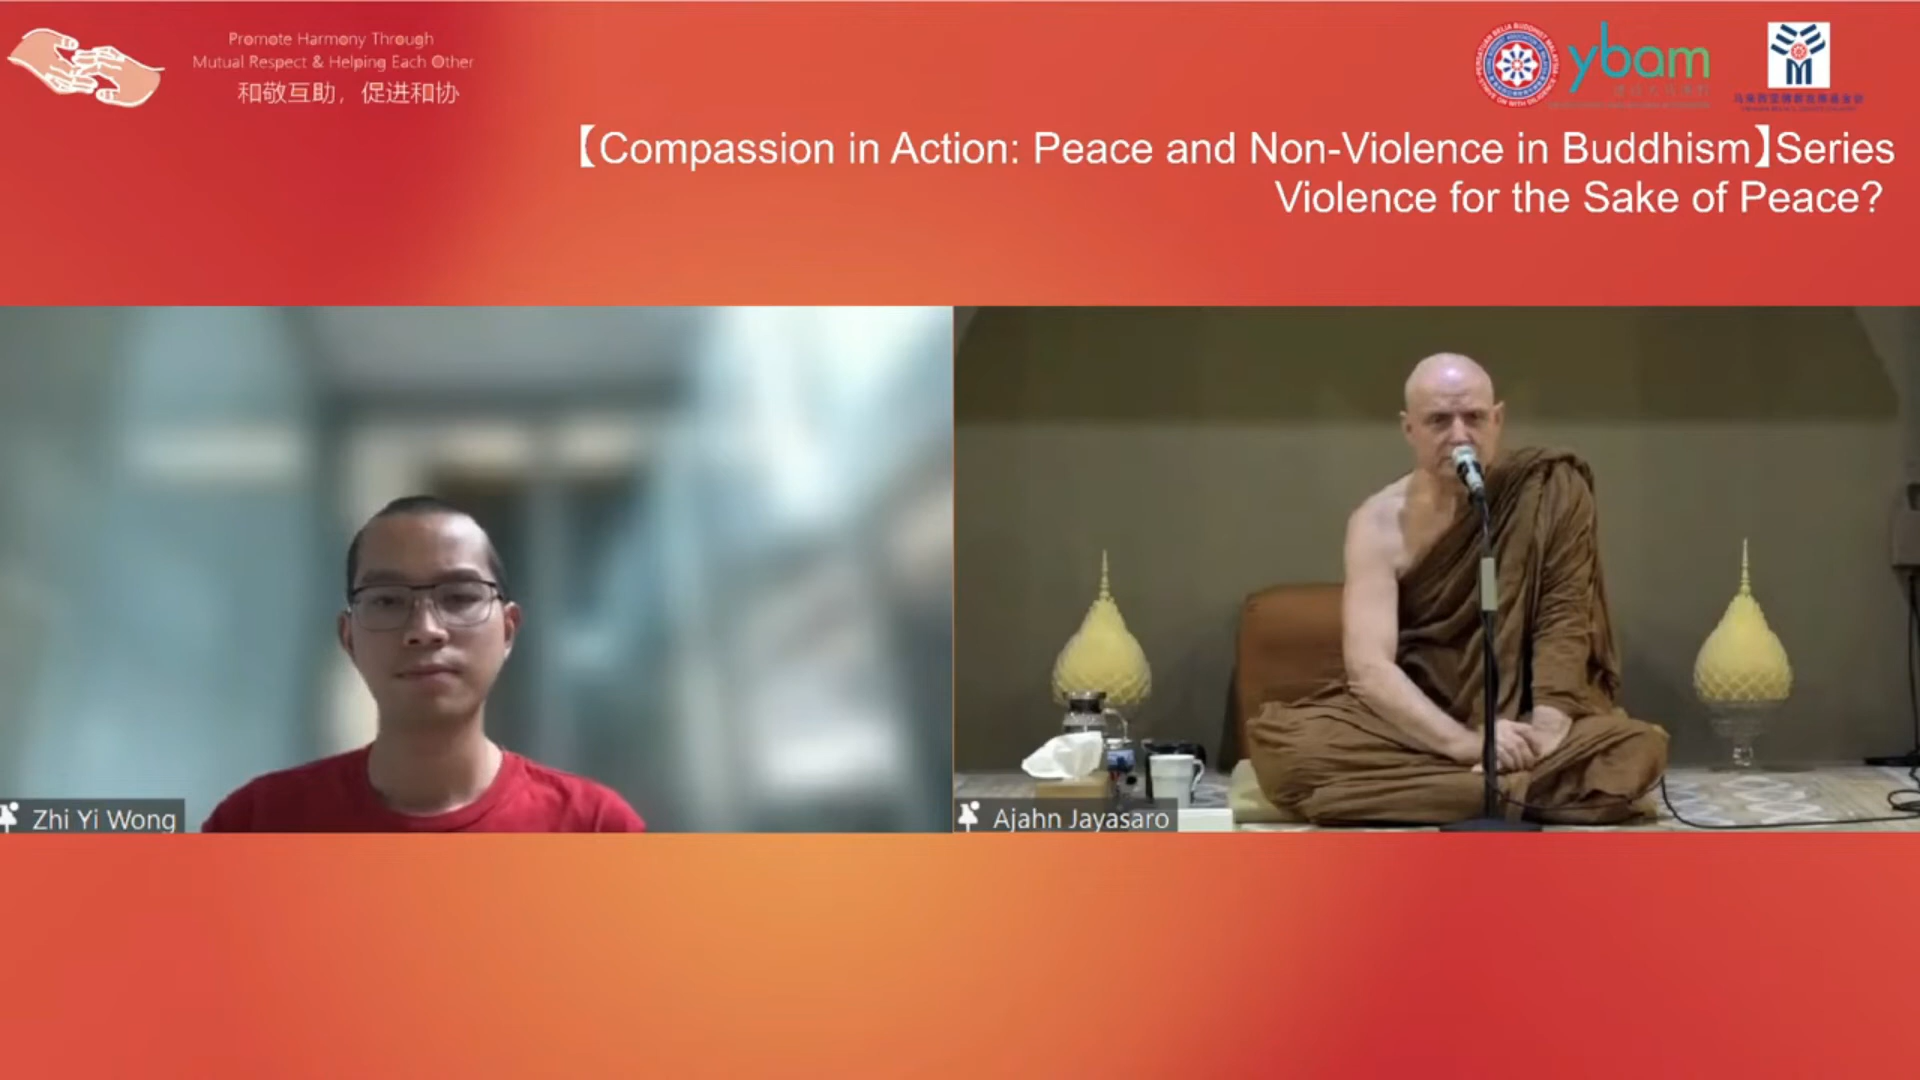 Promote Harmony Through
Mutual Respect & Helping Each Other
和敬互助，促进和协
ybam
【Compassion in Action: Peace and Non-Violence in Buddhism】Series
Violence for the Sake of Peace?
Zhi Yi Wong
Ajahn Jayasaro